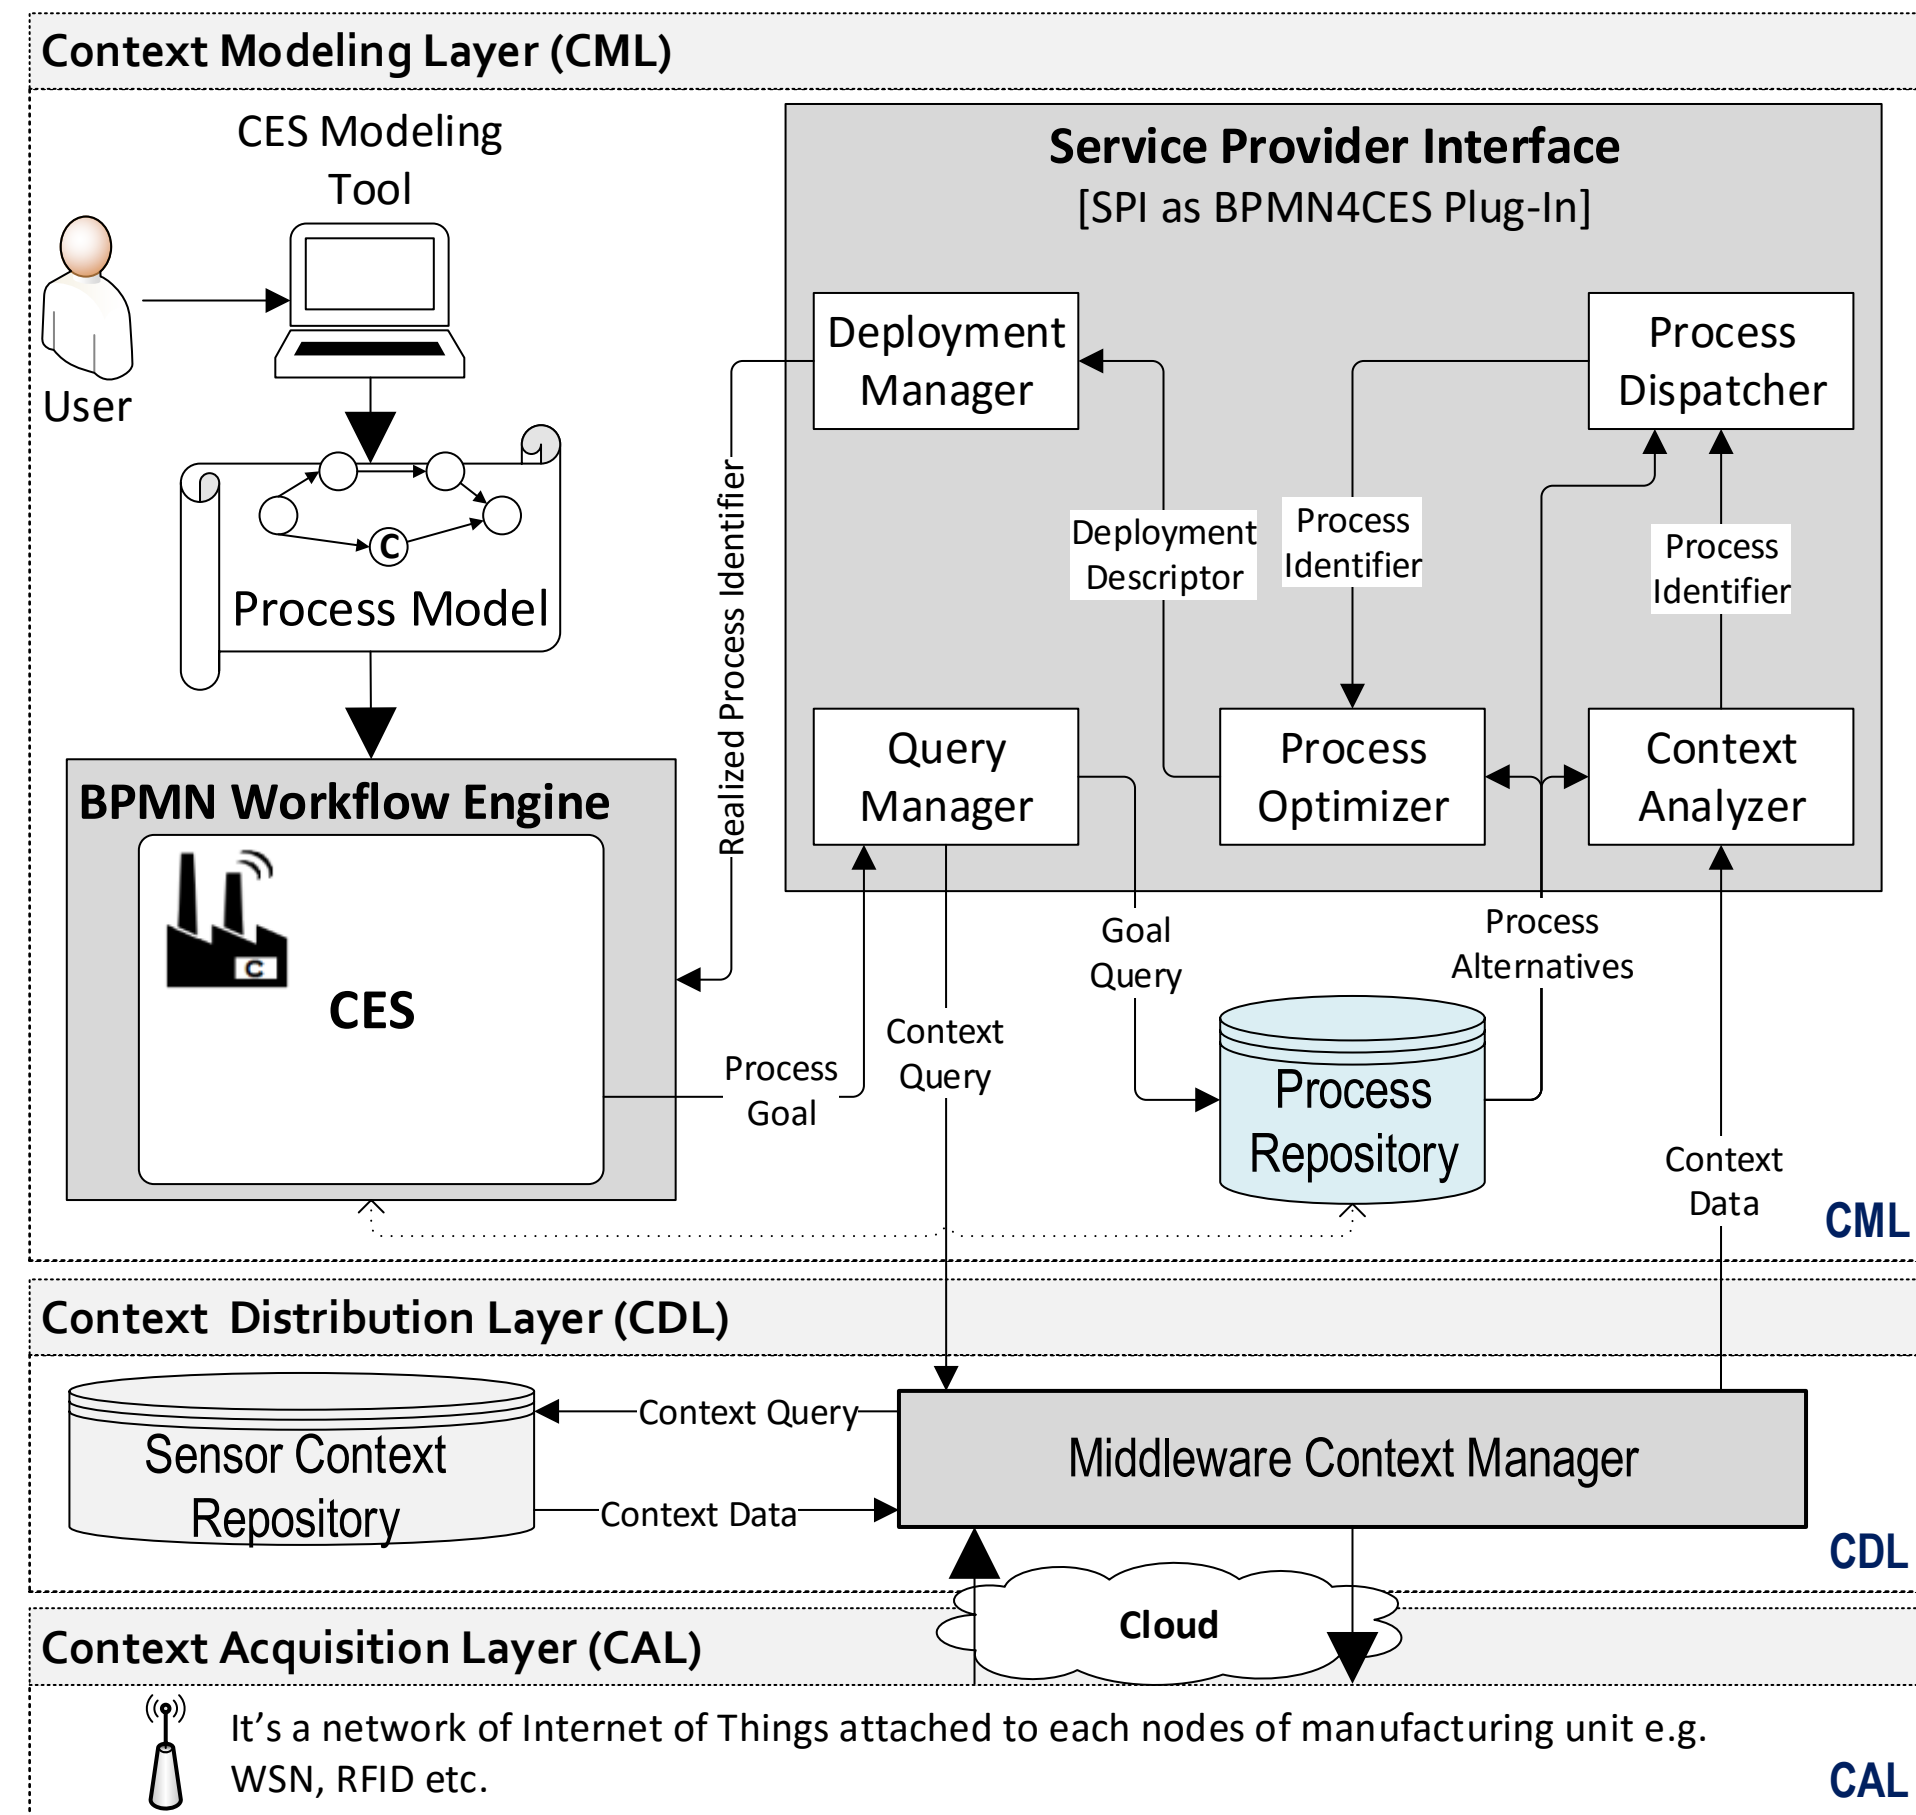 Context Modeling Layer (CML)
CES Modeling
Tool
User
C
Process Model
BPMN Workflow Engine
C
CES
Realized Process Identifier
Service Provider Interface
[SPI as BPMN4CES Plug-In]
Deployment
Manager
Process
Dispatcher
Deployment
Descriptor
Process
Identifier
Process
Identifier
Query
Manager
Process
Optimizer
Context
Analyzer
Process
Goal
Context
Query
Goal
Query
Process
Alternatives
Process
Repository
Context
Data
CML
Context  Distribution Layer (CDL)
Sensor Context
Repository
Context Query
Context Data
Middleware Context Manager
CDL
Cloud
Context Acquisition Layer (CAL)
It’s a network of Internet of Things attached to each nodes of manufacturing unit e.g.
WSN, RFID etc.
CAL